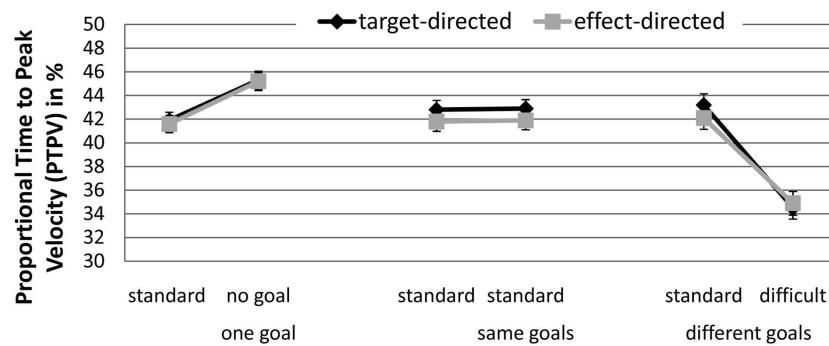 Proportional Time to Peak
Velocity (PTPV) in %
target-directed effect-directed
50
48
46
44
42
40
38
36
34
32
30
standard no goal standard standard standard difficult
one goal same goals different goals